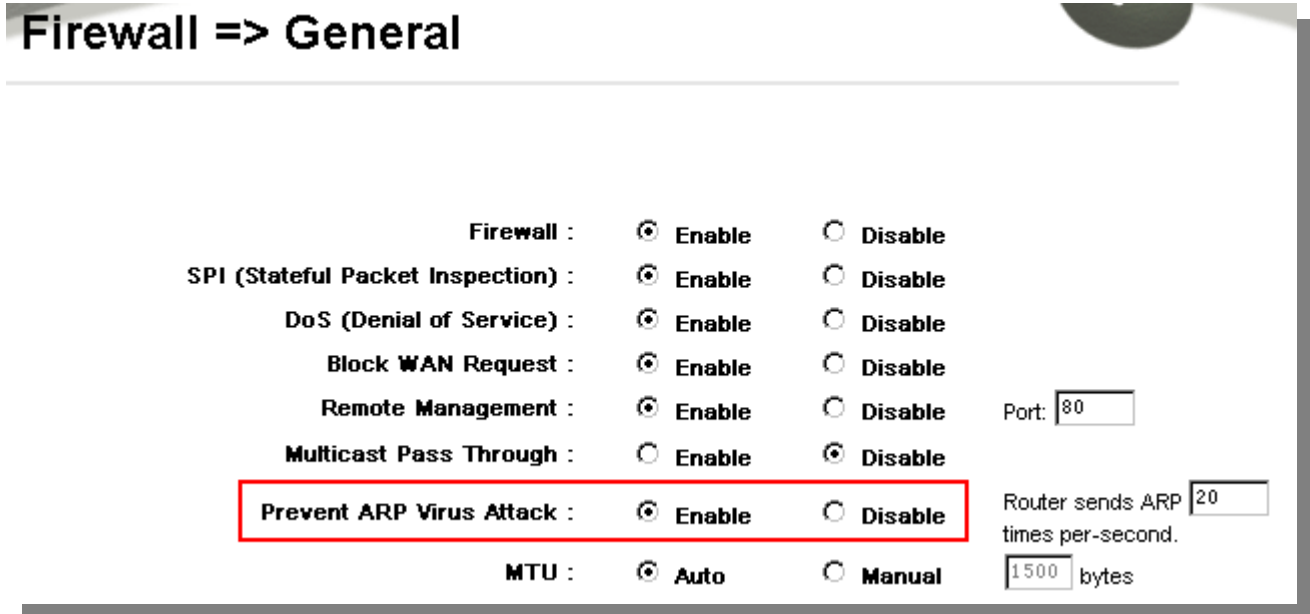 Firewall => General
Firewall : Enable Disable
SPI (Stateful Packet Inspection) : Enable Disable
DoS (Denial of Service) : Enable Disable
Block WAN Request : Enable Disable
Remote Management : Enable Disable Port: 80
Multicast Pass Through : Enable Disable
Prevent ARP Virus Attack : Enable Disable Router sends ARP 20
times per-second.
MTU : Auto Manual 1500 bytes